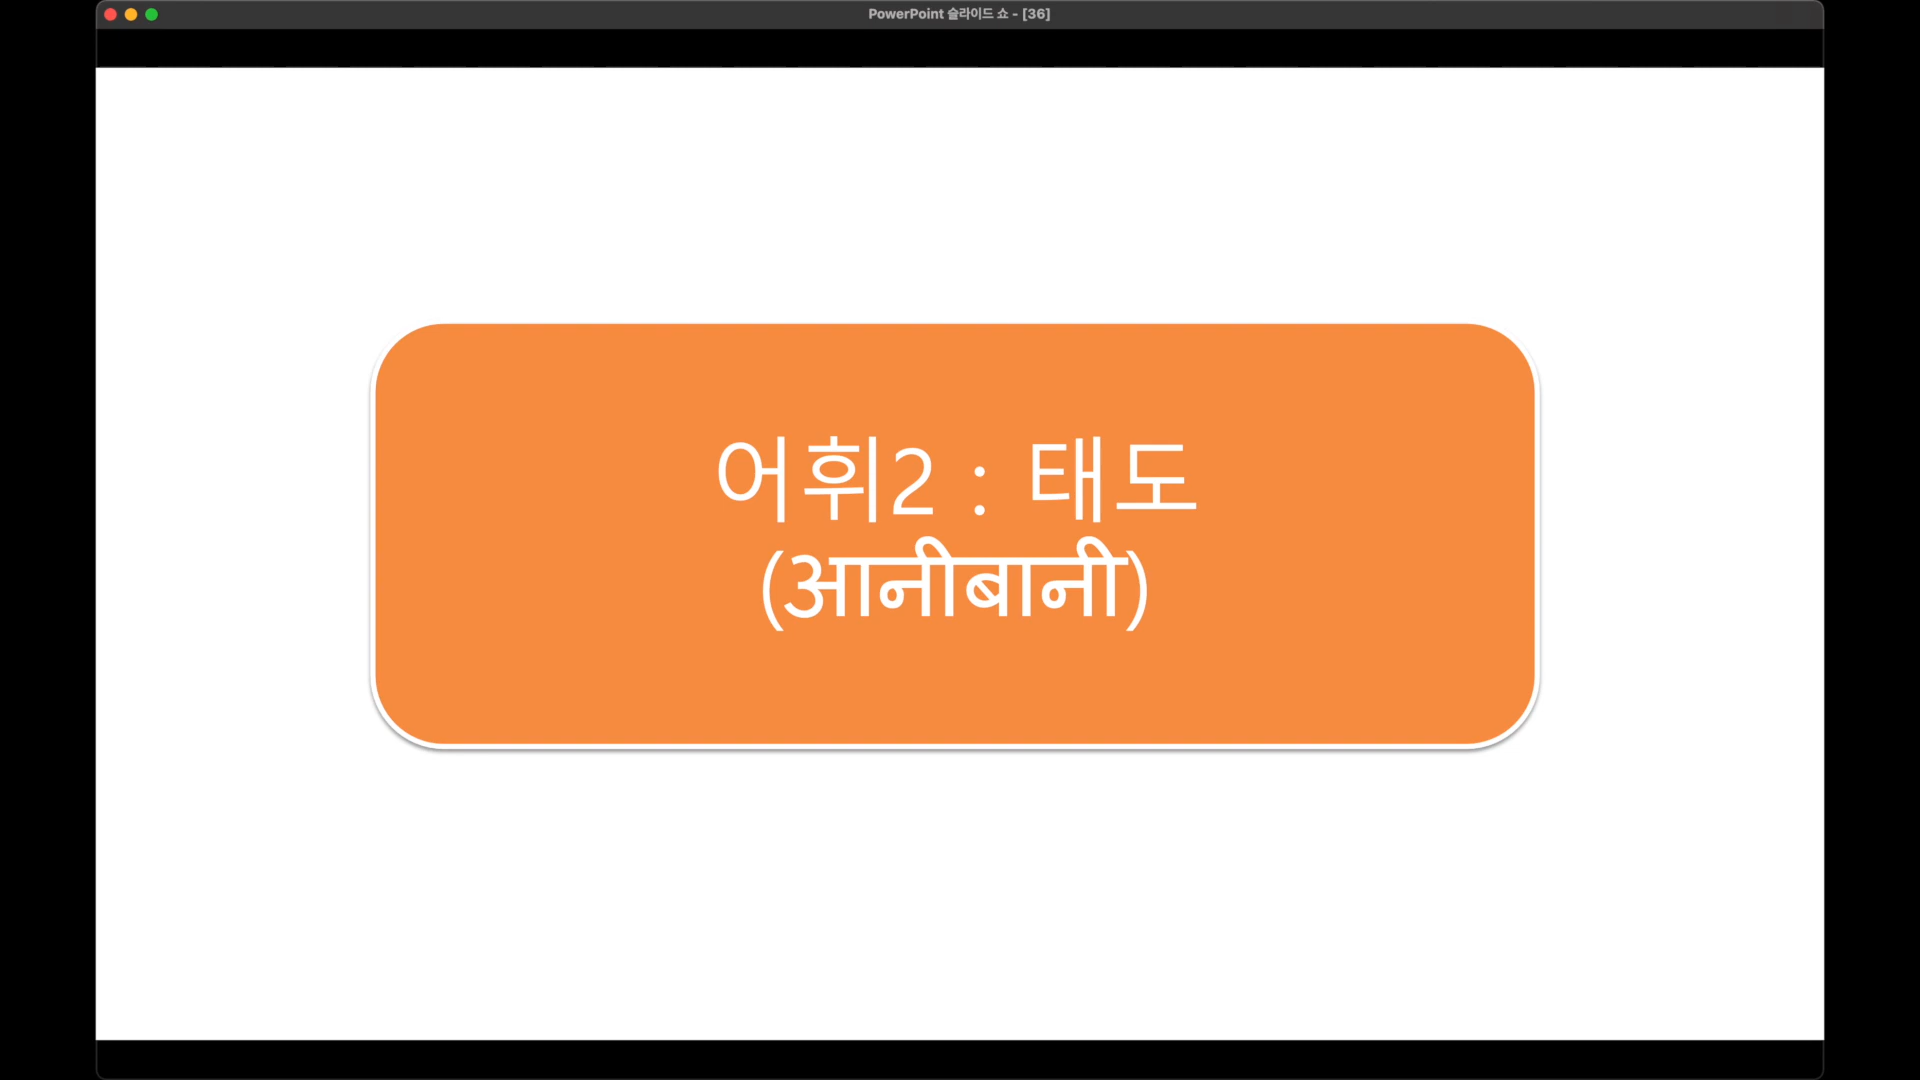 PowerPoint 슬라이드 쇼 - [36]
어휘2 : 태도
(आनीबानी)